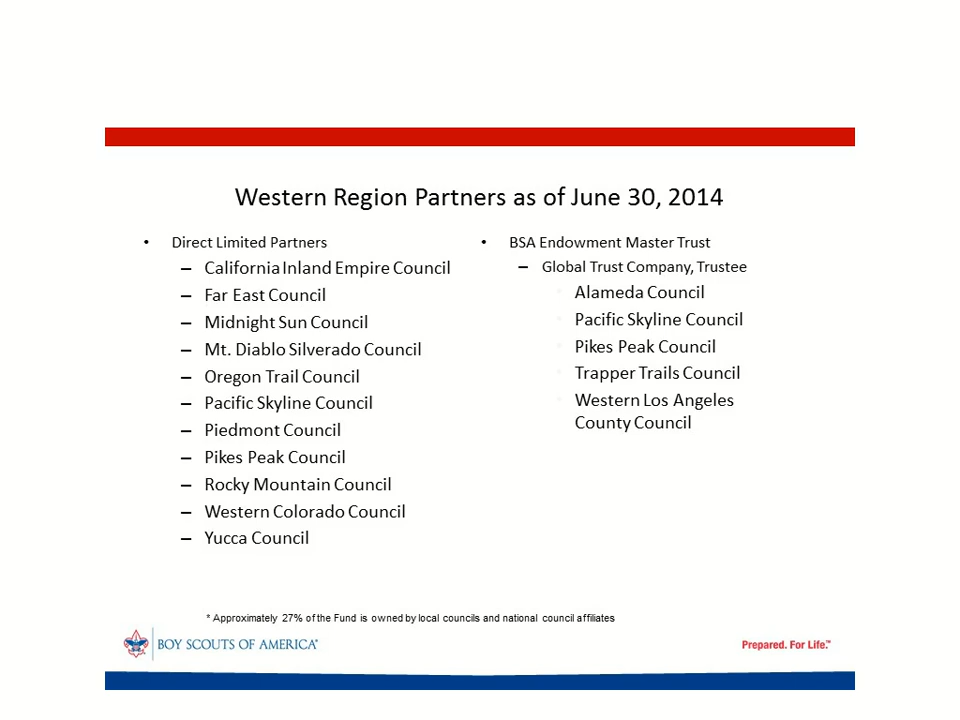 Western Region Partners as of June 30, 2014
• Direct Limited Partners
– California Inland Empire Council
– Far East Council
– Midnight Sun Council
– Mt. Diablo Silverado Council
– Oregon Trail Council
– Pacific Skyline Council
– Piedmont Council
– Pikes Peak Council
– Rocky Mountain Council
– Western Colorado Council
– Yucca Council
• BSA Endowment Master Trust
– Global Trust Company, Trustee
• Alameda Council
• Pacific Skyline Council
• Pikes Peak Council
• Trapper Trails Council
• Western Los Angeles
County Council
* Approximately 27% of the Fund is owned by local councils and national council affiliates
BOY SCOUTS OF AMERICA®
Prepared. For Life.™